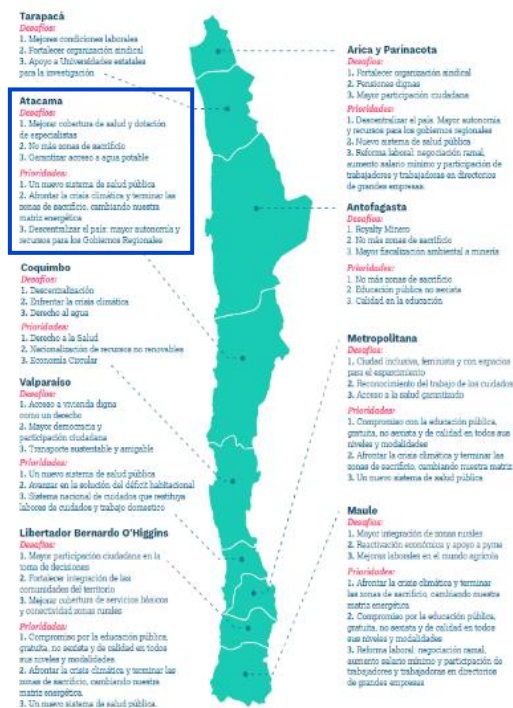 Tarapacá
Desafíos:
1. Mejores condiciones laborales
2. Fortalecer organización sindical
3. Apoyo a Universidades estatales
para la investigación
Atacama
Desafíos:
1. Mejorar cobertura de salud y dotación
de especialistas
2. No más zonas de sacrificio
3. Garantizar acceso a agua potable
Prioridades:
1. Un nuevo sistema de salud pública
2. Afrontar la crisis climática y terminar las
zonas de sacrificio, cambiando nuestra
matriz energética
3. Descentralizar el país: mayor autonomía y
recursos para los Gobiernos Regionales
Coquimbo
Desafíos:
1. Descentralización
2. Enfrentar la crisis climática
3. Derecho al agua
Prioridades:
1. Derecho a la Salud
2. Nacionalización de recursos no renovables
3. Economía Circular
Valparaíso
Desafíos:
1. Acceso a vivienda digna
como un derecho
2. Mayor democracia y
participación ciudadana
3. Transporte sustentable y amigable
Prioridades:
1. Un nuevo sistema de salud pública
2. Avanzar en la solución del déficit habitacional
3. Sistema nacional de cuidados que restituya
labores de cuidados y trabajo domestico
Libertador Bernardo O'Higgins
Desafíos:
1. Mayor participación ciudadana en la
toma de decisiones
2. Fortalecer integración de las
comunidades del territorio
3. Mejorar cobertura de servicios básicos
y conectividad zonas rurales
Prioridades:
1. Compromiso por la educación pública,
gratuita, no sexista y de calidad en todos
sus niveles y modalidades.
2. Afrontar la crisis climática y terminar las
zonas de sacrificio, cambiando nuestra
matriz energética.
3. Un nuevo sistema de salud pública.
Arica y Parinacota
Desafíos:
1. Fortalecer organización sindical
2. Pensiones dignas
3. Mayor participación ciudadana
Prioridades:
1. Descentralizar el país. Mayor autonomía
y recursos para los gobiernos regionales
2. Nuevo sistema de salud pública
3. Reforma laboral: negociación ramal,
aumento salario mínimo y participación de
trabajadores y trabajadoras en directorios
de grandes empresas.
Antofagasta
Desafíos:
1. Royalty Minero
2. No más zonas de sacrificio
3. Mayor fiscalización ambiental a minería
Prioridades:
1. No más zonas de sacrificio
2. Educación pública no sexista
3. Calidad en la educación
Metropolitana
Desafíos:
1. Ciudad inclusiva, feminista y con espacios
para el esparcimiento
2. Reconocimiento del trabajo de los cuidados
3. Acceso a la salud garantizado
Prioridades:
1. Compromiso con la educación pública,
gratuita, no sexista y de calidad en todos sus
niveles y modalidades
2. Afrontar la crisis climática y terminar las
zonas de sacrificio, cambiando nuestra matriz
3. Un nuevo sistema de salud pública
Maule
Desafíos:
1. Mayor integración de zonas rurales
2. Reactivación económica y apoyo a pyme
3. Mejoras laborales en el mundo agrícola
Prioridades:
1. Afrontar la crisis climática y terminar
las zonas de sacrificio, cambiando nuestra
matriz energética
2. Compromiso por la educación pública,
gratuita, no sexista y de calidad en todos
sus niveles y modalidades
3. Reforma laboral: negociación ramal,
aumento salario mínimo y participación de
trabajadores y trabajadoras en directorios
de grandes empresas